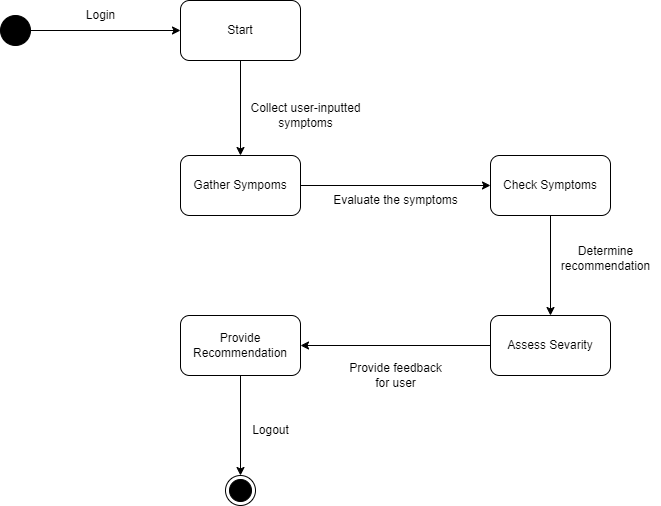 Login
Start
Collect user-inputted
symptoms
Gather Sympoms
Evaluate the symptoms
Check Symptoms
Determine
recommendation
Assess Sevarity
Provide feedback
for user
Provide
Recommendation
Logout